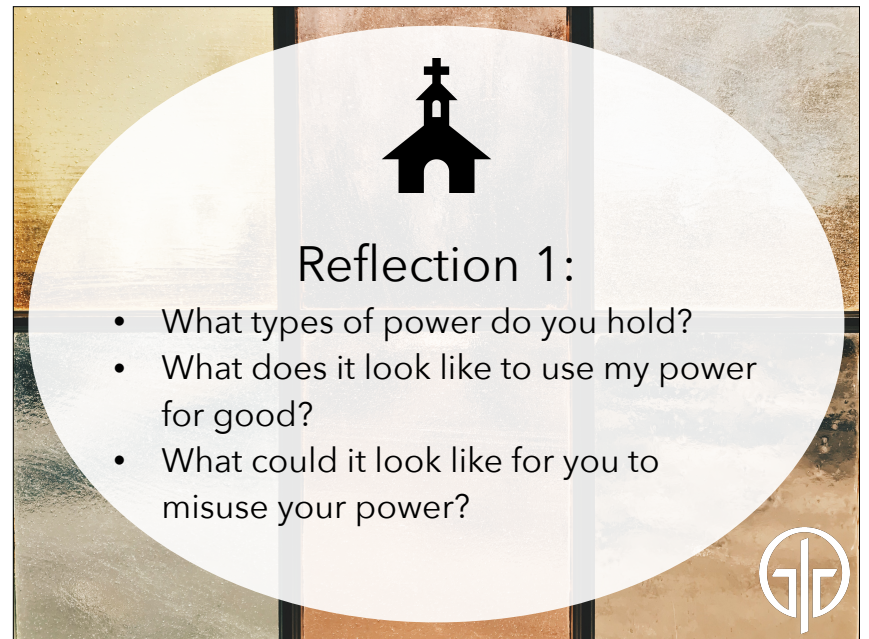 Reflection 1:
• What types of power do you hold?
• What does it look like to use my power
for good?
• What could it look like for you to
misuse your power?